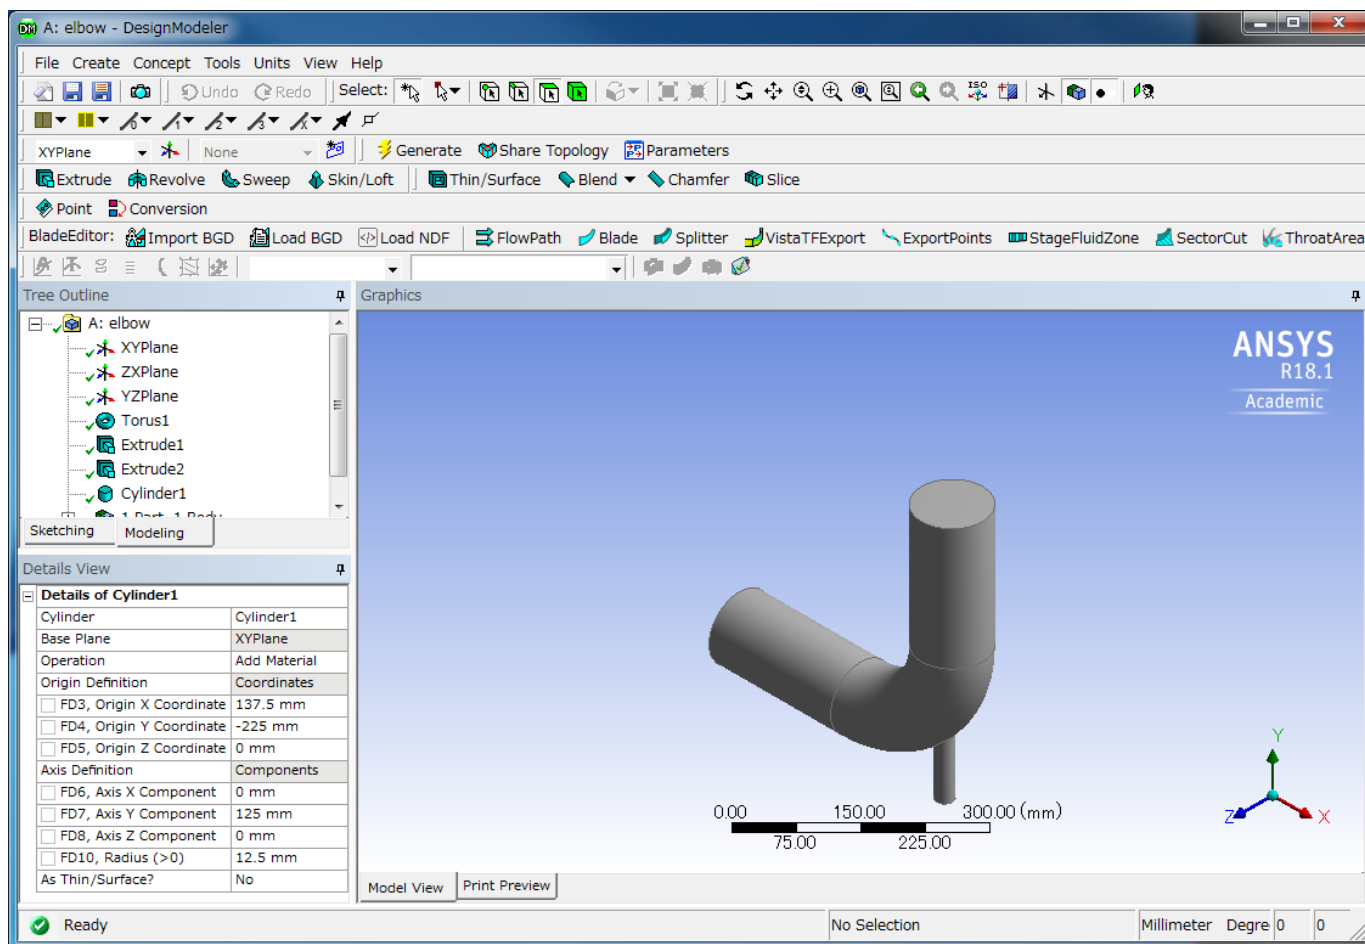 A: elbow - DesignModeler
File Create Concept Tools Units View Help
Undo Redo Select: ISO
XYPlane None Generate Share Topology Parameters
Extrude Revolve Sweep Skin/Loft Thin/Surface Blend Chamfer Slice
Point Conversion
BladeEditor: Import BGD Load BGD Load NDF FlowPath Blade Splitter VistaTFExport ExportPoints StageFluidZone SectorCut ThroatArea
Tree Outline
A: elbow
XYPlane
ZXPlane
YZPlane
Torus1
Extrude1
Extrude2
Cylinder1
1 Part, 1 Body
Sketching Modeling
Details View
Details of Cylinder1
Cylinder Cylinder1
Base Plane XYPlane
Operation Add Material
Origin Definition Coordinates
FD3, Origin X Coordinate 137.5 mm
FD4, Origin Y Coordinate -225 mm
FD5, Origin Z Coordinate 0 mm
Axis Definition Components
FD6, Axis X Component 0 mm
FD7, Axis Y Component 125 mm
FD8, Axis Z Component 0 mm
FD10, Radius (>0) 12.5 mm
As Thin/Surface? No
Graphics
ANSYS
R18.1
Academic
0.00 150.00 300.00 (mm)
75.00 225.00
Y
Z X
Model View Print Preview
Ready No Selection Millimeter Degre 0 0